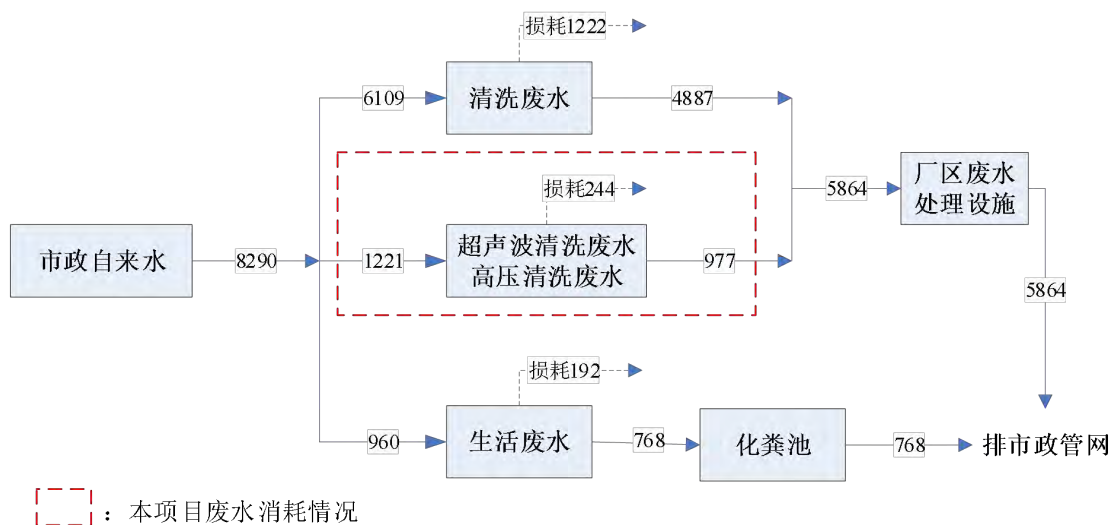 损耗1222
6109
清洗废水
4887
损耗244
市政自来水
8290
1221
超声波清洗废水
高压清洗废水
977
5864
厂区废水
处理设施
5864
损耗192
960
生活废水
768
化粪池
768
排市政管网
：本项目废水消耗情况